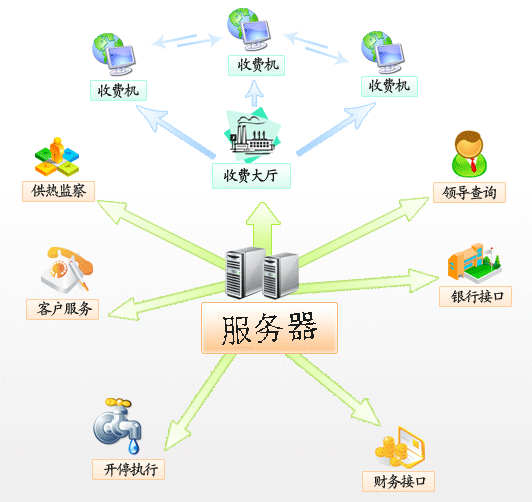 收费机
收费机
收费机
收费大厅
供热监察
领导查询
客户服务
银行接口
服务器
开停执行
财务接口